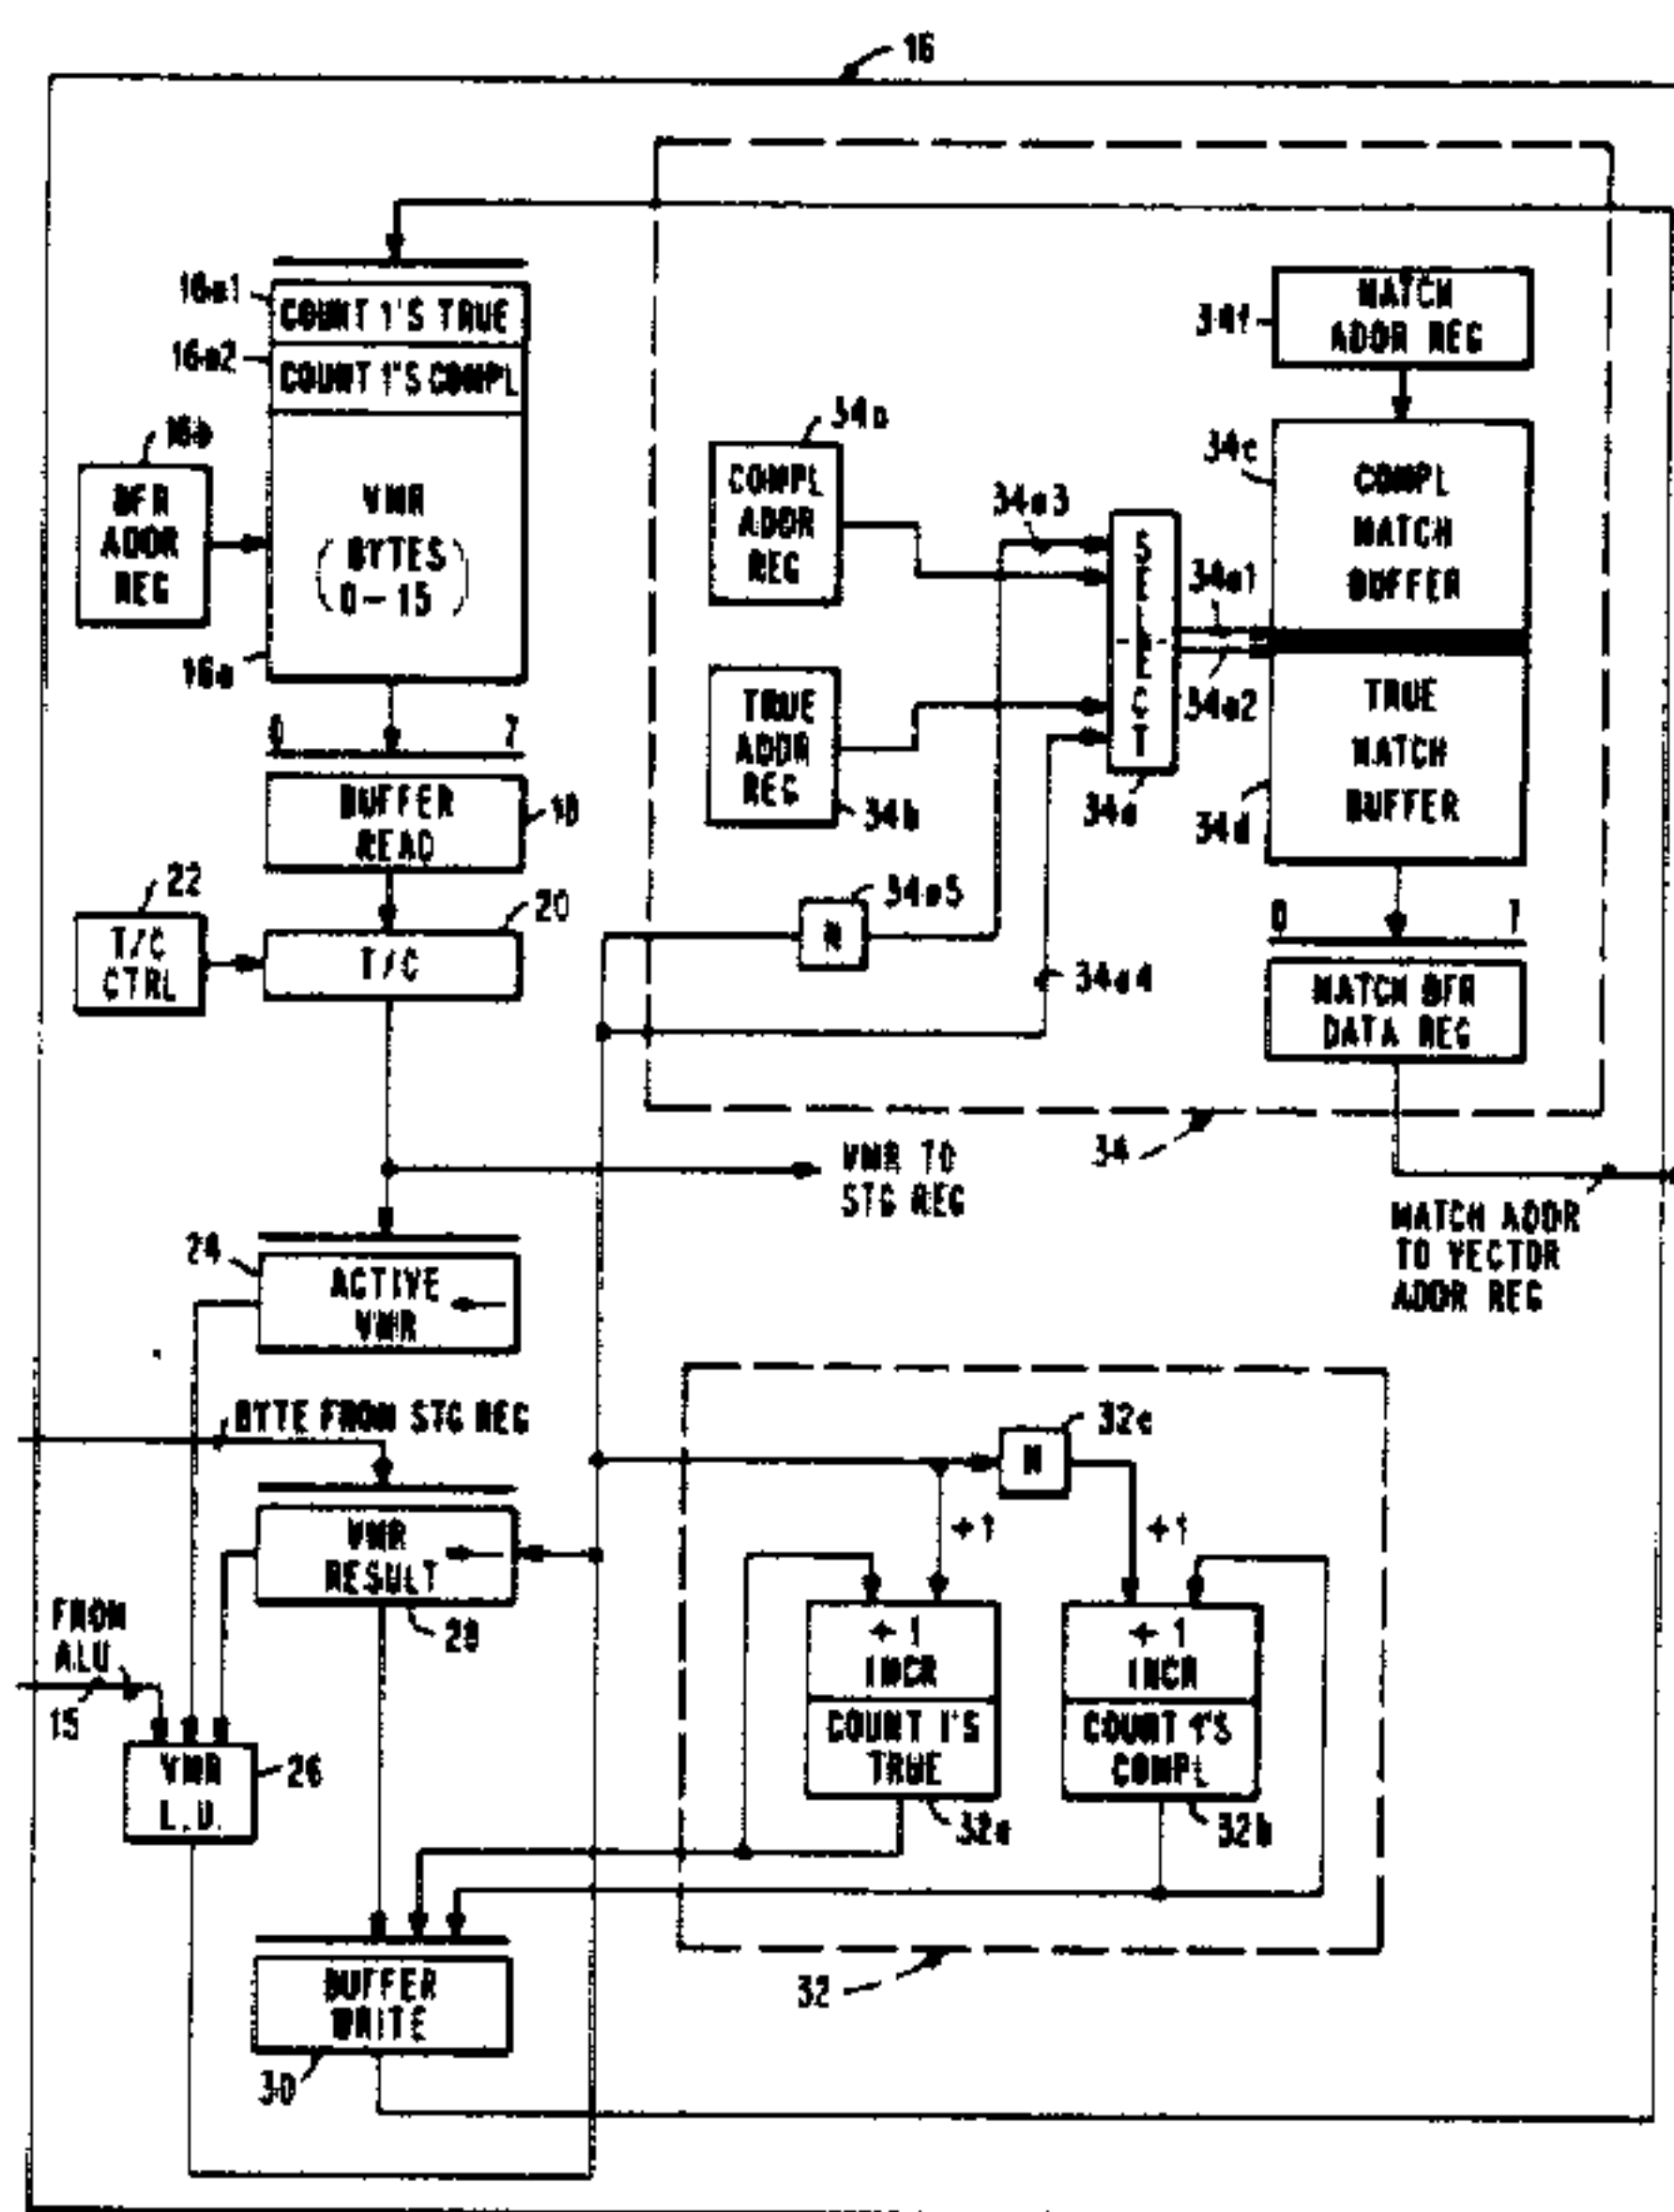 16
16a1
COUNT 1'S TRUE
16a2
COUNT 1'S COMPL
16b
BFR
ADDR
REG
VMR
(BYTES
0-15)
16a
0 7
BUFFER
READ
18
22
T/C
CTRL
20
T/C
VMR TO
STG REG
24
ACTIVE
VMR
BYTE FROM STG REG
VMR
RESULT
28
FROM
ALU
15
VMR
L.U.
26
BUFFER
WRITE
30
34f
MATCH
ADDR REG
COMPL
ADDR
REG
34a3
34c
COMPL
MATCH
BUFFER
SELECT
34e1
34e2
TRUE
ADDR
REG
34b
34d
TRUE
MATCH
BUFFER
N
34a4
0 7
MATCH BFR
DATA REG
34
MATCH ADDR
TO VECTOR
ADDR REG
32c
N
+1
+1
+1
INCR
COUNT 1'S
TRUE
32a
+1
INCR
COUNT 1'S
COMPL
32b
32